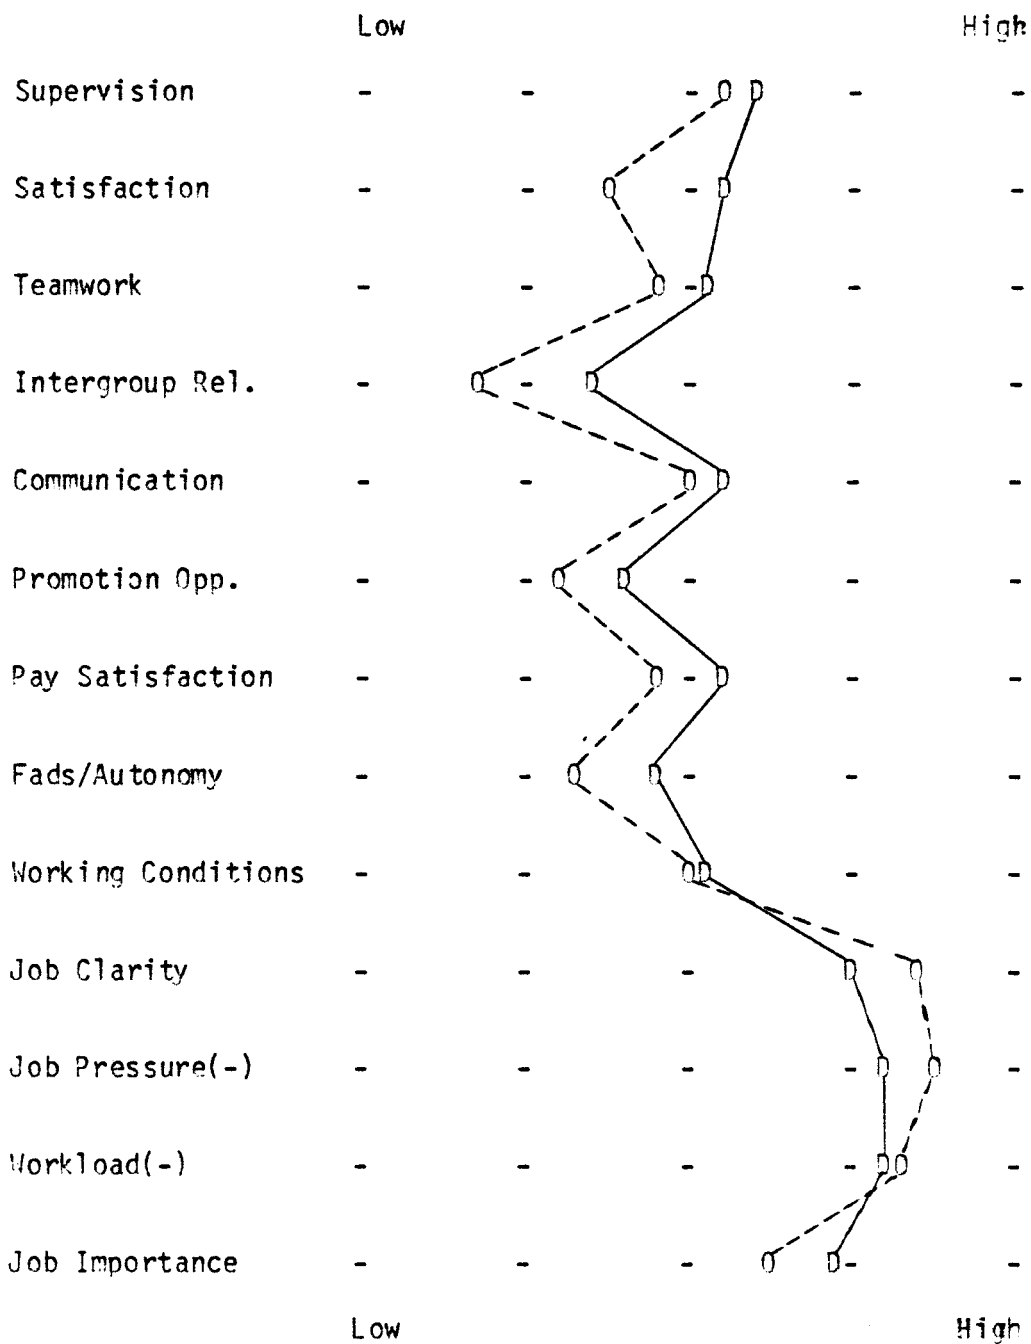 Low High
Supervision - - - O D - -
Satisfaction - - O - D - -
Teamwork - - O - D - -
Intergroup Rel. - O - D - - -
Communication - - O D - -
Promotion Opp. - - O D - - -
Pay Satisfaction - - O - D - -
Fads/Autonomy - - O D - - -
Working Conditions - - O D - -
Job Clarity - - - D O -
Job Pressure(-) - - - - D O -
Workload(-) - - - - D O -
Job Importance - - - O D - -
Low High